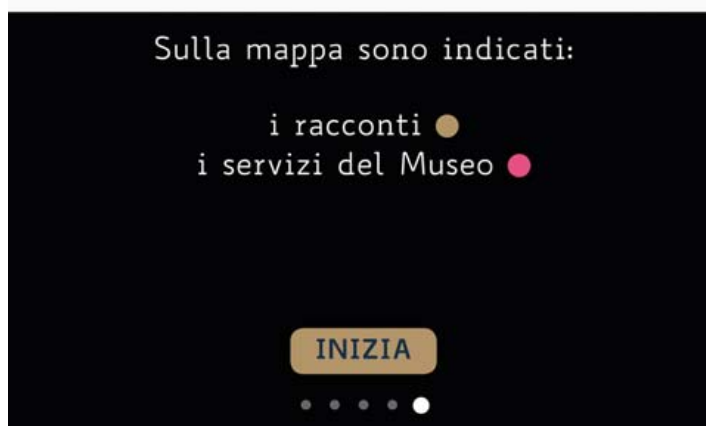 Sulla mappa sono indicati:
i racconti
i servizi del Museo
INIZIA